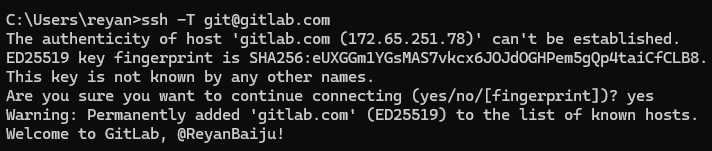 C:\Users\reyan>ssh -T git@gitlab.com
The authenticity of host 'gitlab.com (172.65.251.78)' can't be established.
ED25519 key fingerprint is SHA256:eUXGGm1YGsMAS7vkcx6JOJdOGHPem5gQp4taiCfCLB8.
This key is not known by any other names.
Are you sure you want to continue connecting (yes/no/[fingerprint])? yes
Warning: Permanently added 'gitlab.com' (ED25519) to the list of known hosts.
Welcome to GitLab, @ReyanBaiju!